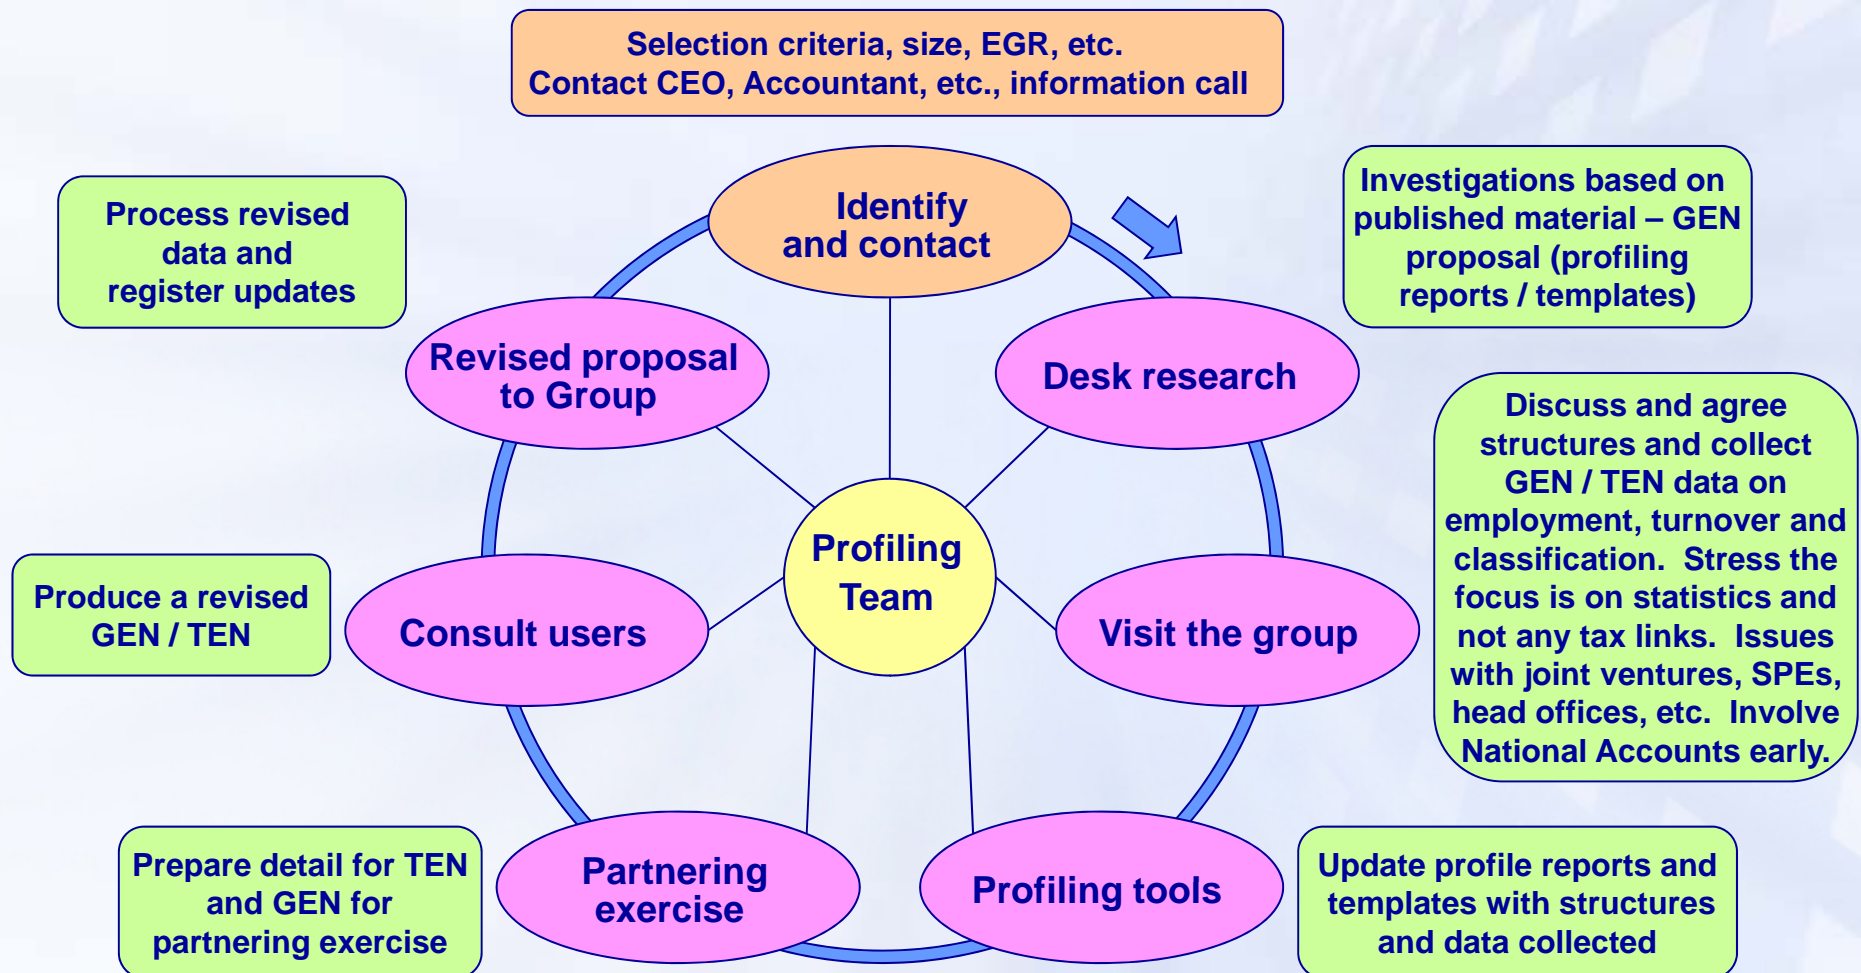 Selection criteria, size, EGR, etc.
Contact CEO, Accountant, etc., information call
Identify
and contact
Investigations based on
published material – GEN
proposal (profiling
reports / templates)
Desk research
Discuss and agree
structures and collect
GEN / TEN data on
employment, turnover and
classification.  Stress the
focus is on statistics and
not any tax links.  Issues
with joint ventures, SPEs,
head offices, etc.  Involve
National Accounts early.
Visit the group
Update profile reports and
templates with structures
and data collected
Profiling tools
Partnering
exercise
Prepare detail for TEN
and GEN for
partnering exercise
Consult users
Produce a revised
GEN / TEN
Revised proposal
to Group
Process revised
data and
register updates
Profiling
Team